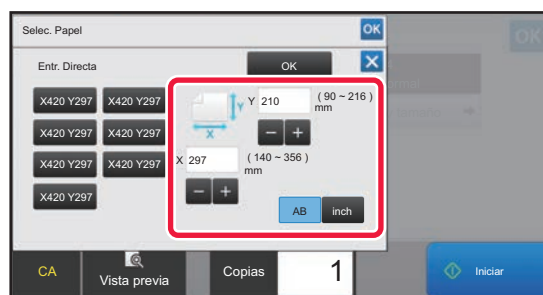 Selec. Papel
OK
OK
Entr. Directa
OK
X420 Y297
X420 Y297
Y 210
( 90 ~ 216 )
mm
Y
X
X420 Y297
X420 Y297
X420 Y297
X420 Y297
X 297
( 140 ~ 356 )
mm
X420 Y297
AB
inch
CA
Vista previa
Copias
1
Iniciar